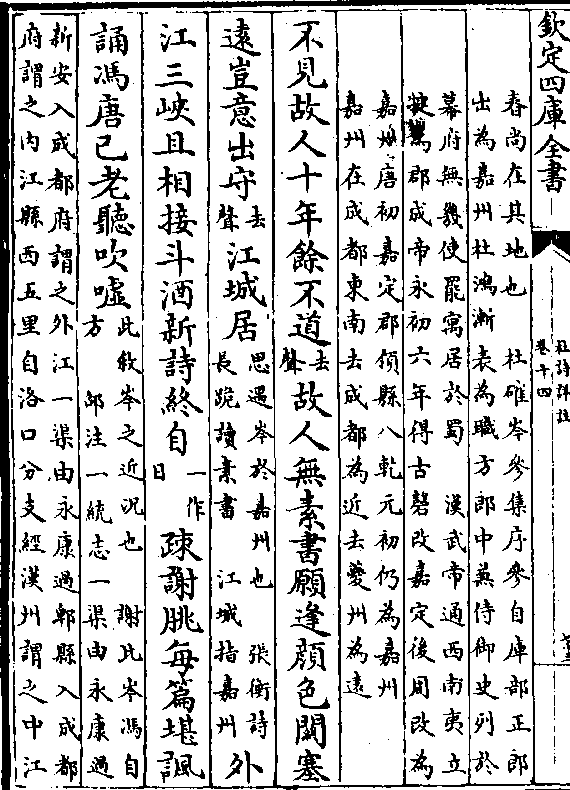 欽定四庫全書
杜詩詳註
卷十四
春尚在其地也　杜確岑參集序參自庫部正郎
出為嘉州杜鴻漸表為職方郎中兼侍御史列於
幕府無幾使罷寓居於蜀　漢武帝通西南夷立
犍為郡成帝永初六年得古磬改嘉定後周改為
嘉州唐初嘉定郡領縣八乾元初仍為嘉州
嘉州在成都東南去成都為近去夔州為遠
不見故人十年餘不道去聲故人無素書願逢顔色關塞
遠豈意出守去聲江城居思遇岑於嘉州也　張衡詩長跪讀素書　江城指嘉州外
江三峽且相接斗酒新詩終自一作日疎謝朓每篇堪諷
誦馮唐已老聽吹噓此敘岑之近况也　謝比岑馮自方　邱注一統志一渠由永康過
新安入成都府謂之外江一渠由永康過郫縣入成都
府謂之内江縣西五里自洛口分支經漢州謂之中江